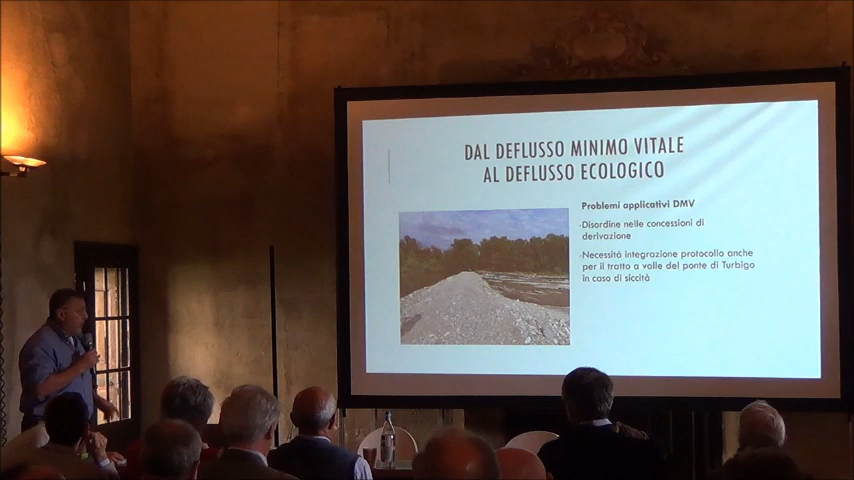 DAL DEFLUSSO MINIMO VITALE
AL DEFLUSSO ECOLOGICO
Problemi applicativi DMV
Disordine nelle concessioni di
derivazione
Necessità integrazione protocollo anche
per il tratto a valle del ponte di Turbigo
in caso di siccità